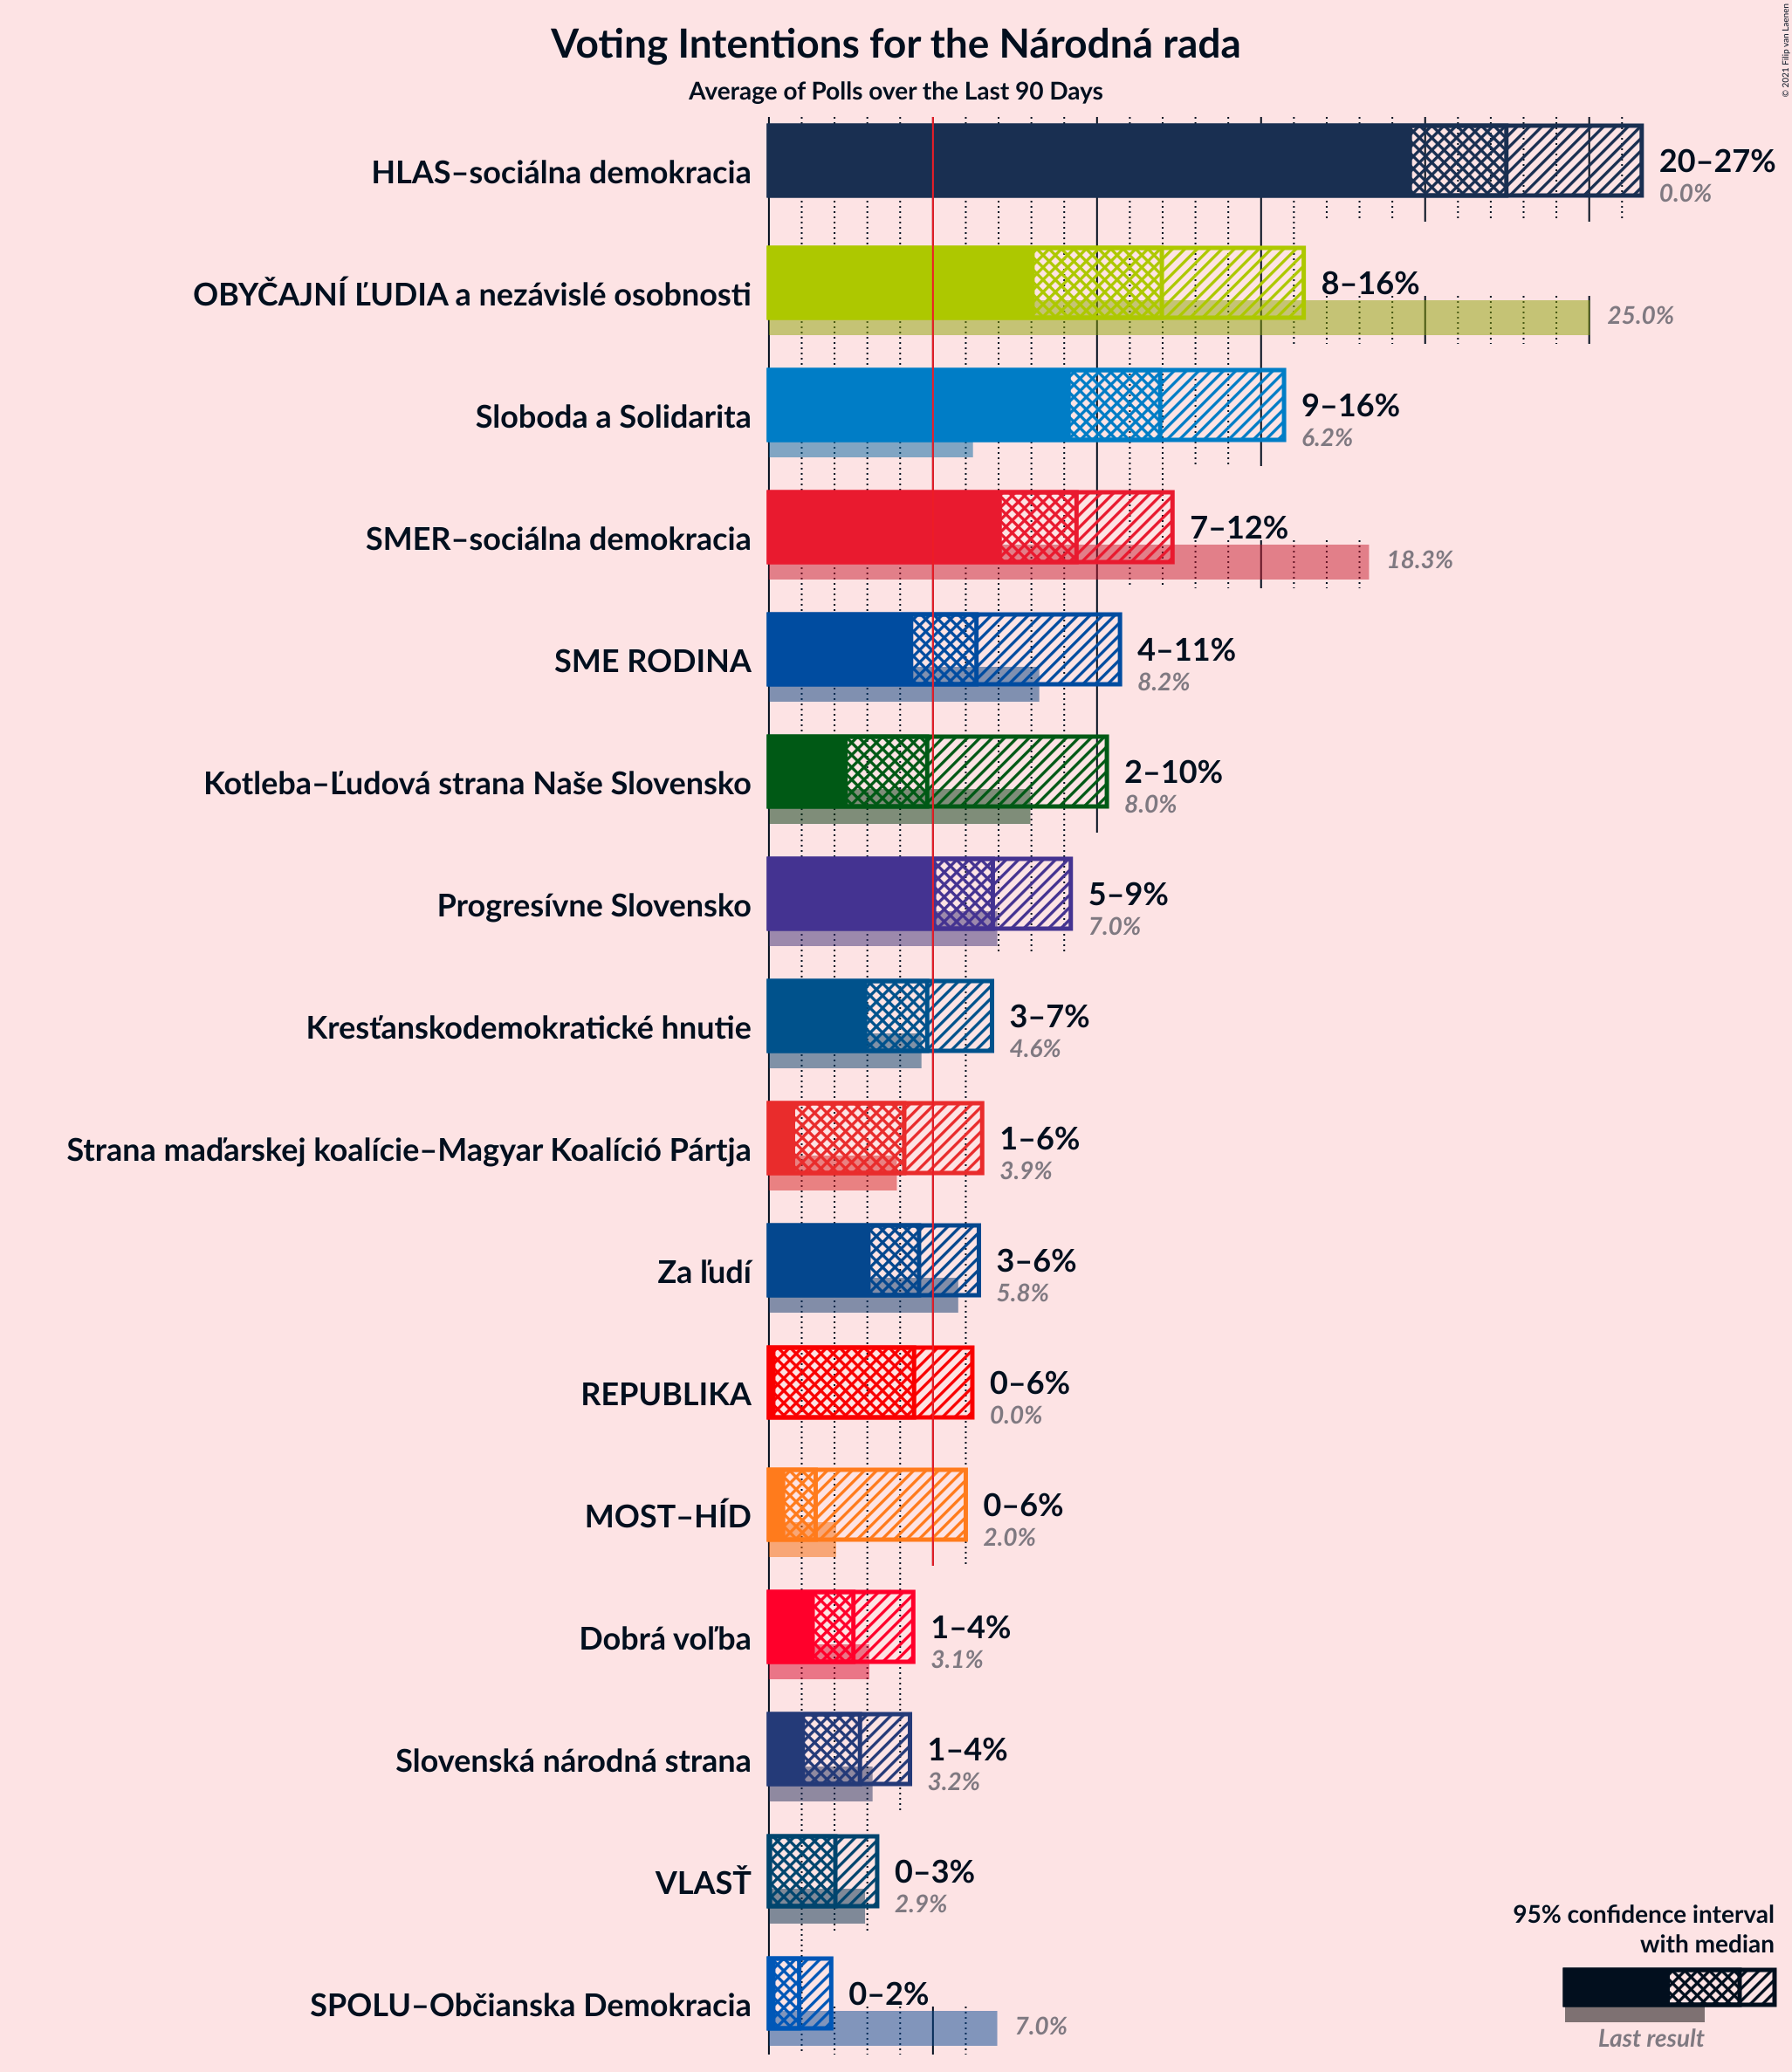 Voting Intentions for the Národná rada
Average of Polls over the Last 90 Days
© 2021 Filip van Laenen
HLAS–sociálna demokracia
20–27%
0.0%
OBYČAJNÍ ĽUDIA a nezávislé osobnosti
8–16%
25.0%
Sloboda a Solidarita
9–16%
6.2%
SMER–sociálna demokracia
7–12%
18.3%
SME RODINA
4–11%
8.2%
Kotleba–Ľudová strana Naše Slovensko
2–10%
8.0%
Progresívne Slovensko
5–9%
7.0%
Kresťanskodemokratické hnutie
3–7%
4.6%
Strana maďarskej koalície–Magyar Koalíció Pártja
1–6%
3.9%
Za ľudí
3–6%
5.8%
REPUBLIKA
0–6%
0.0%
MOST–HÍD
0–6%
2.0%
Dobrá voľba
1–4%
3.1%
Slovenská národná strana
1–4%
3.2%
VLASŤ
0–3%
2.9%
SPOLU–Občianska Demokracia
0–2%
7.0%
95% confidence interval
with median
Last result